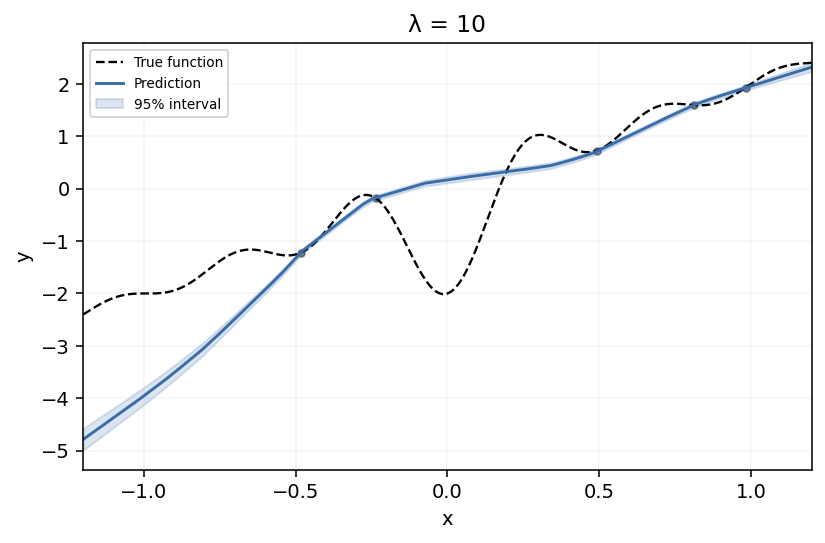 λ = 10
True function
Prediction
95% interval
y
2
1
0
−1
−2
−3
−4
−5
−1.0 −0.5 0.0 0.5 1.0
x